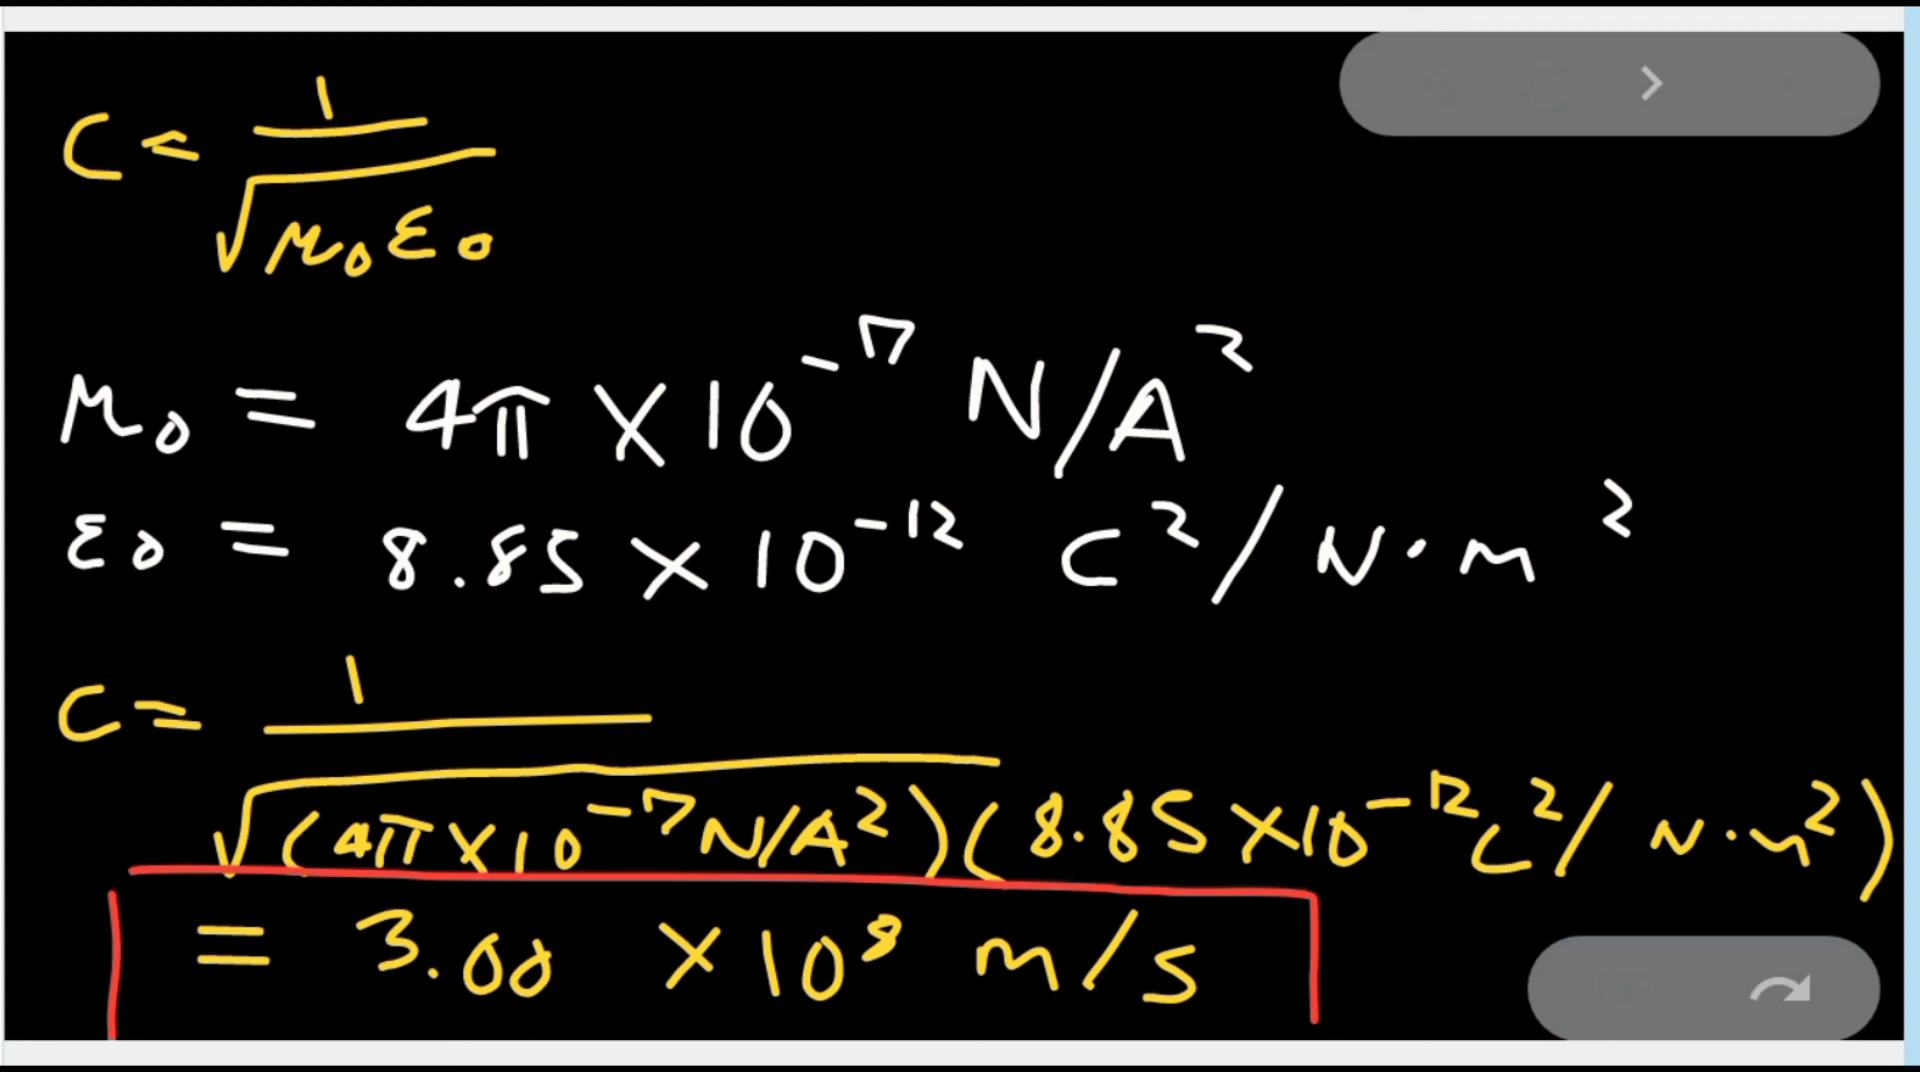 C = 1/√(μ₀ε₀)
μ₀ = 4π × 10⁻⁷ N/A²
ε₀ = 8.85 × 10⁻¹² C²/N·m²
C = 1/√((4π × 10⁻⁷ N/A²)(8.85 × 10⁻¹² C²/N·m²))
= 3.00 × 10⁸ m/s